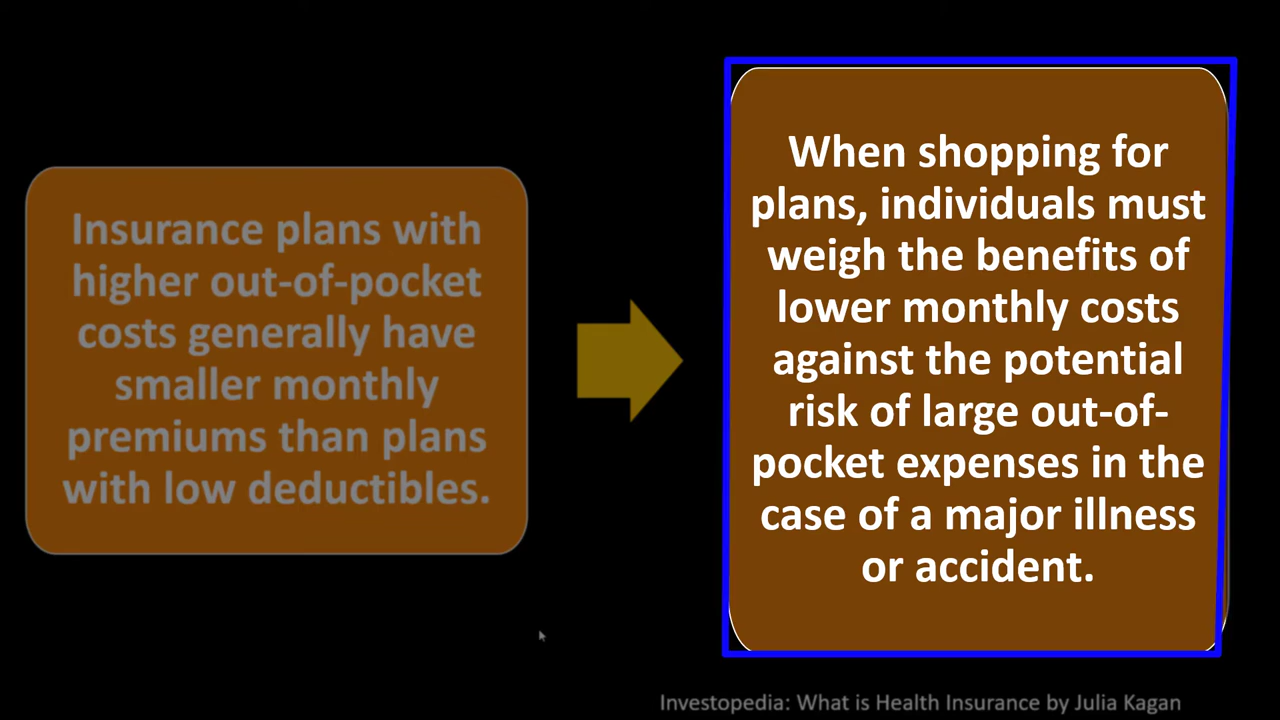 Insurance plans with
higher out-of-pocket
costs generally have
smaller monthly
premiums than plans
with low deductibles.
When shopping for
plans, individuals must
weigh the benefits of
lower monthly costs
against the potential
risk of large out-of-
pocket expenses in the
case of a major illness
or accident.
Investopedia: What is Health Insurance by Julia Kagan